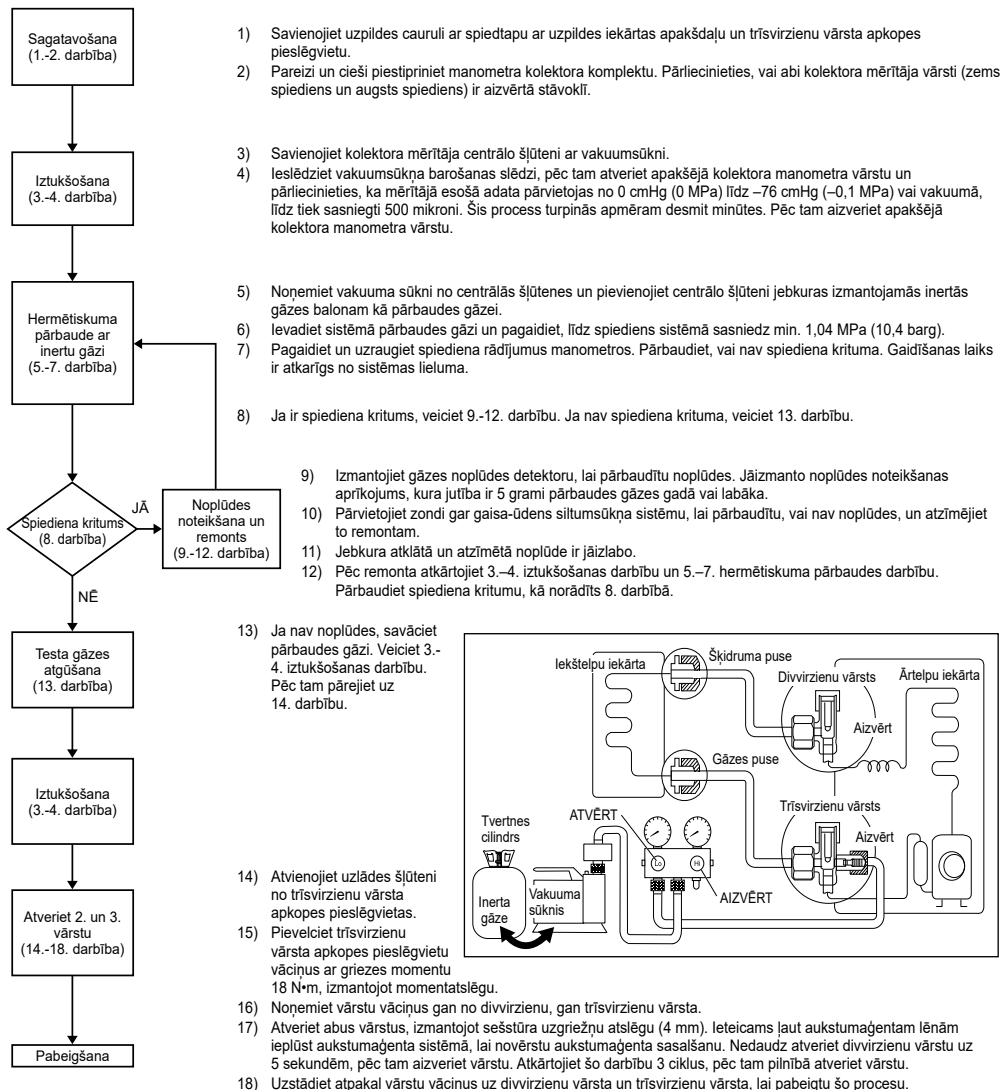 Sagatavošana
(1.-2. darbība)
1) Savienojiet uzpildes cauruli ar spiedtapu ar uzpildes iekārtas apakšdaļu un trīsvirzienu vārsta apkopes
pieslēgvietu.
2) Pareizi un cieši piestipriniet manometra kolektora komplektu. Pārliecinieties, vai abi kolektora mērītāja vārsti (zems
spiediens un augsts spiediens) ir aizvērtā stāvoklī.
Iztukšošana
(3.-4. darbība)
3) Savienojiet kolektora mērītāja centrālo šļūteni ar vakuumsūkni.
4) Ieslēdziet vakuumsūkņa barošanas slēdzi, pēc tam atveriet apakšējā kolektora manometra vārstu un
pārliecinieties, ka mērītājā esošā adata pārvietojas no 0 cmHg (0 MPa) līdz –76 cmHg (–0,1 MPa) vai vakuumā,
līdz tiek sasniegti 500 mikroni. Šis process turpinās apmēram desmit minūtes. Pēc tam aizveriet apakšējā
kolektora manometra vārstu.
Hermētiskuma
pārbaude ar
inertu gāzi
(5.-7. darbība)
5) Noņemiet vakuuma sūkni no centrālās šļūtenes un pievienojiet centrālo šļūteni jebkuras izmantojamās inertās
gāzes balonam kā pārbaudes gāzei.
6) Ievadiet sistēmā pārbaudes gāzi un pagaidiet, līdz spiediens sistēmā sasniedz min. 1,04 MPa (10,4 barg).
7) Pagaidiet un uzraugiet spiediena rādījumus manometros. Pārbaudiet, vai nav spiediena krituma. Gaidīšanas laiks
ir atkarīgs no sistēmas lieluma.
8) Ja ir spiediena kritums, veiciet 9.-12. darbību. Ja nav spiediena krituma, veiciet 13. darbību.
Spiediena kritums
(8. darbība)
JĀ
NĒ
Noplūdes
noteikšana un
remonts
(9.-12. darbība)
9) Izmantojiet gāzes noplūdes detektoru, lai pārbaudītu noplūdes. Jāizmanto noplūdes noteikšanas
aprīkojums, kura jutība ir 5 grami pārbaudes gāzes gadā vai labāka.
10) Pārvietojiet zondi gar gaisa-ūdens siltumsūkņa sistēmu, lai pārbaudītu, vai nav noplūdes, un atzīmējiet
to remontam.
11) Jebkura atklātā un atzīmētā noplūde ir jāizlabo.
12) Pēc remonta atkārtojiet 3.–4. iztukšošanas darbību un 5.–7. hermētiskuma pārbaudes darbību.
Pārbaudiet spiediena kritumu, kā norādīts 8. darbībā.
Testa gāzes
atgūšana
(13. darbība)
13) Ja nav noplūdes, savāciet
pārbaudes gāzi. Veiciet 3.-
4. iztukšošanas darbību.
Pēc tam pārejiet uz
14. darbību.
Iekštelpu iekārta
Šķidruma puse
Divvirzienu vārsts
Ārtelpu iekārta
Aizvērt
Gāzes puse
Trīsvirzienu vārsts
Aizvērt
ATVĒRT
Tvertnes
cilindrs
Lo
Hi
AIZVĒRT
Inerta
gāze
Vakuuma
sūknis
Iztukšošana
(3.-4. darbība)
Atveriet 2. un 3.
vārstu
(14.-18. darbība)
14) Atvienojiet uzlādes šļūteni
no trīsvirzienu vārsta
apkopes pieslēgvietas.
15) Pievelciet trīsvirzienu
vārsta apkopes pieslēgvietu
vāciņus ar griezes momentu
18 N•m, izmantojot momentatslēgu.
16) Noņemiet vārstu vāciņus gan no divvirzienu, gan trīsvirzienu vārsta.
17) Atveriet abus vārstus, izmantojot sešstūra uzgriežņu atslēgu (4 mm). Ieteicams ļaut aukstumaģentam lēnām
ieplūst aukstumaģenta sistēmā, lai novērstu aukstumaģenta sasalšanu. Nedaudz atveriet divvirzienu vārstu uz
5 sekundēm, pēc tam aizveriet vārstu. Atkārtojiet šo darbību 3 ciklus, pēc tam pilnībā atveriet vārstu.
18) Uzstādiet atpakaļ vārstu vāciņus uz divvirzienu vārsta un trīsvirzienu vārsta, lai pabeigtu šo procesu.
Pabeigšana